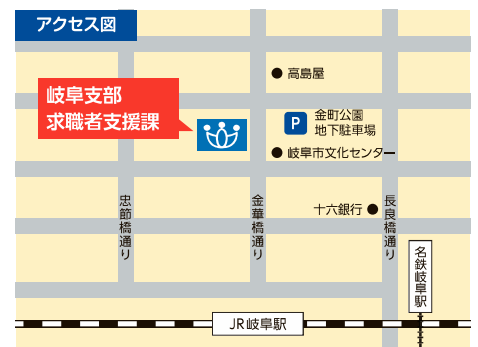 アクセス図
高島屋
岐阜支部
求職者支援課
P
金町公園
地下駐車場
岐阜市文化センター
忠節橋通り
金華橋通り
長良橋通り
十六銀行
名鉄岐阜駅
JR岐阜駅